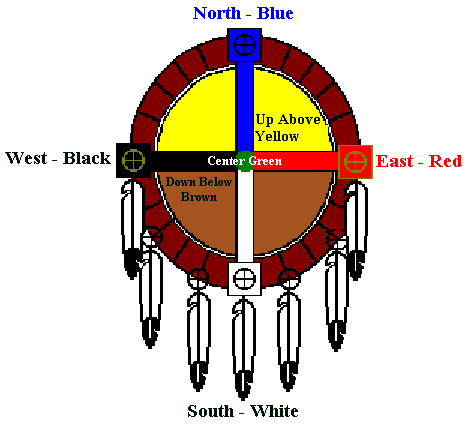 North - Blue
Up Above
Yellow
West - Black
Center Green
East - Red
Down Below
Brown
South - White